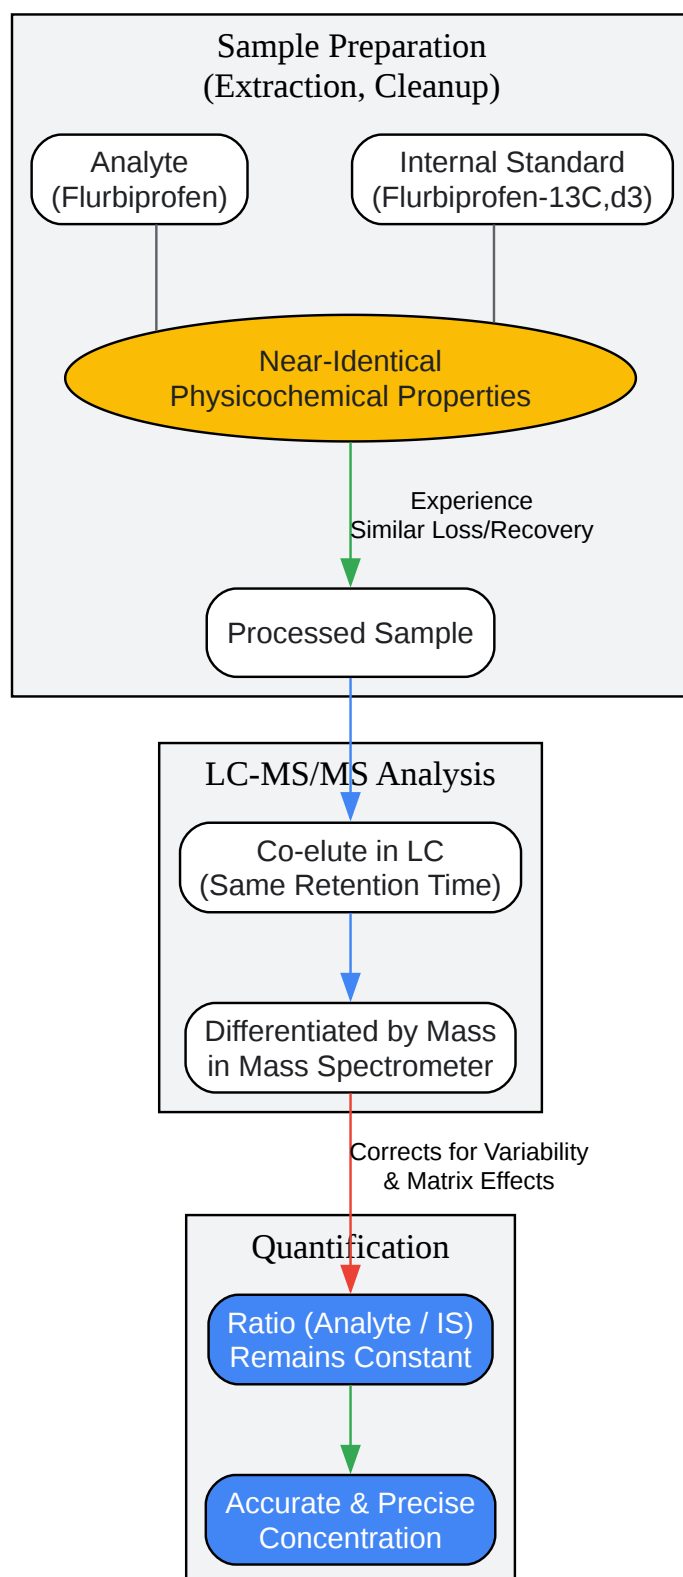 Sample Preparation
(Extraction, Cleanup)
Analyte
(Flurbiprofen)
Internal Standard
(Flurbiprofen-13C,d3)
Near-Identical
Physicochemical Properties
Experience
Similar Loss/Recovery
Processed Sample
LC-MS/MS Analysis
Co-elute in LC
(Same Retention Time)
Differentiated by Mass
in Mass Spectrometer
Corrects for Variability
& Matrix Effects
Quantification
Ratio (Analyte / IS)
Remains Constant
Accurate & Precise
Concentration